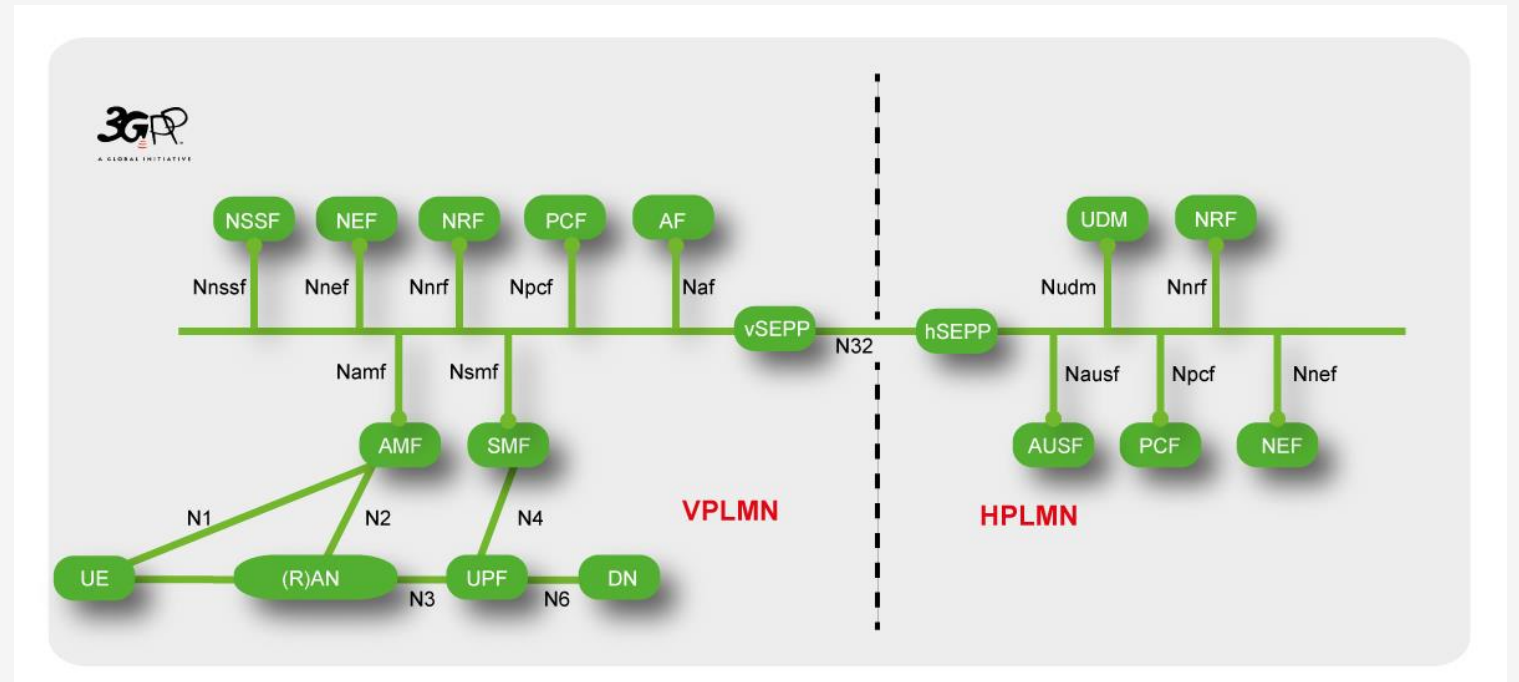 3GPP
A GLOBAL INITIATIVE
NSSF NEF NRF PCF AF UDM NRF
Nnssf Nnef Nnrf Npcf Naf Nudm Nnrf
vSEPP N32 hSEPP
Namf Nsmf Nausf Npcf Nnef
AMF SMF AUSF PCF NEF
N1 N2 N4 VPLMN HPLMN
UE (R)AN N3 UPF N6 DN